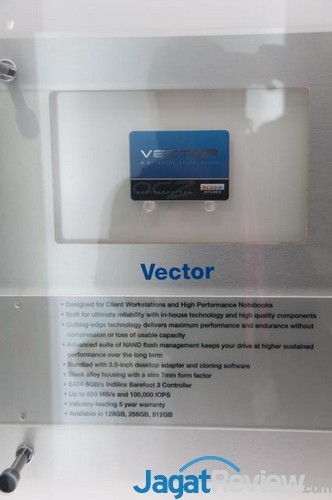 VECTOR
OCZ
Vector
• Designed for Client Workstations and High Performance Notebooks
• Built for ultimate reliability with in-house technology and high quality components
• Cutting-edge technology delivers maximum performance and endurance without
compression or loss of usable capacity
• Advanced suite of NAND flash management keeps your drive at higher sustained
performance over the long term
• Bundled with 3.5-inch desktop adapter and cloning software
• Sleek alloy housing with a slim 7mm form factor
• SATA 6GB/s Indilinx Barefoot 3 Controller
• Up to 550 MB/s and 100,000 IOPS
• Industry-leading 5 year warranty
• Available in 128GB, 256GB, 512GB
JagatReview.com